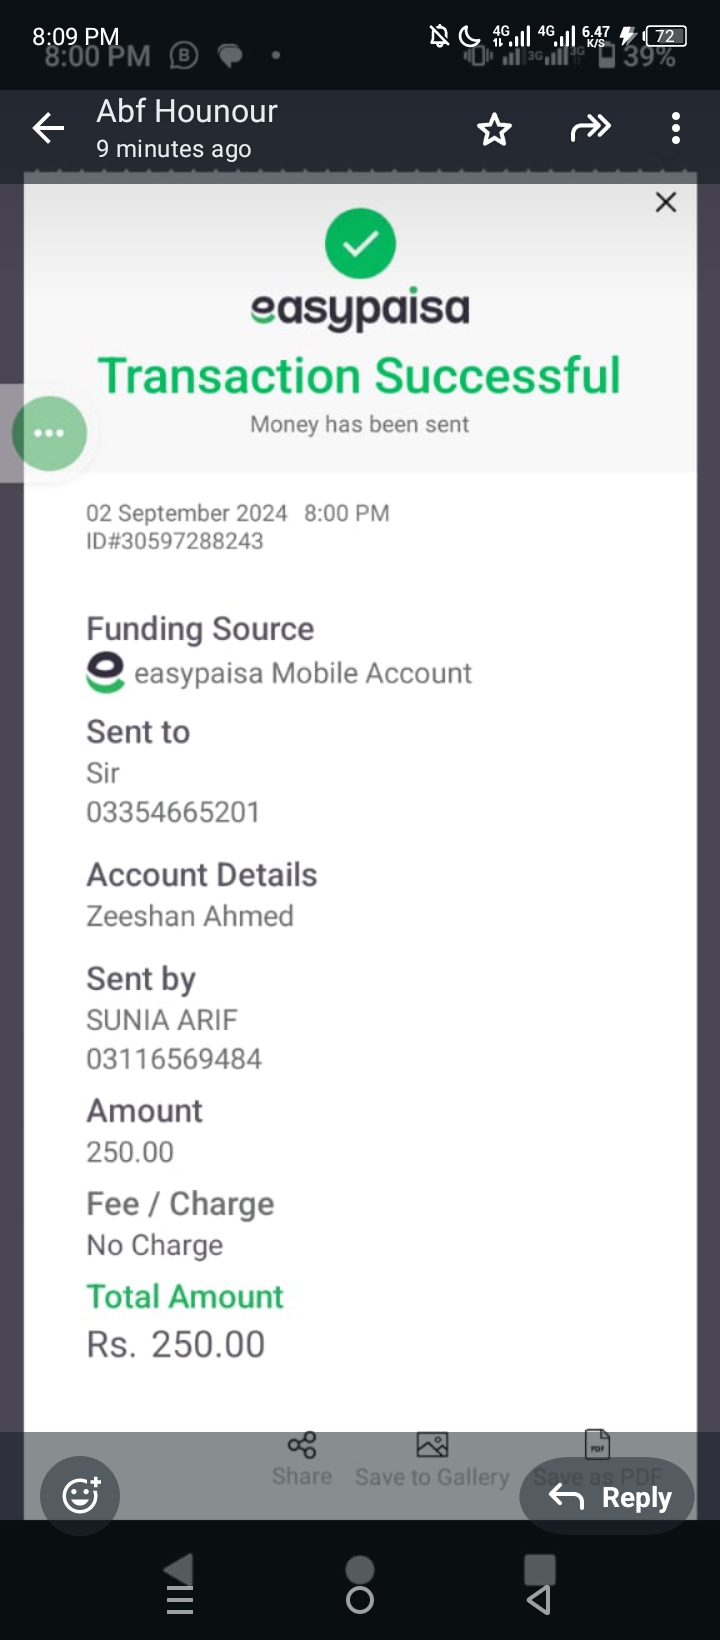 8:09 PM 4G 4G 6.47 K/S 72
8:00 PM B 3G 3G 39%
Abf Hounour
9 minutes ago
easypaisa
Transaction Successful
Money has been sent
02 September 2024 8:00 PM
ID#30597288243
Funding Source
easypaisa Mobile Account
Sent to
Sir
03354665201
Account Details
Zeeshan Ahmed
Sent by
SUNIA ARIF
03116569484
Amount
250.00
Fee / Charge
No Charge
Total Amount
Rs. 250.00
PDF
Share Save to Gallery Save as PDF
Reply